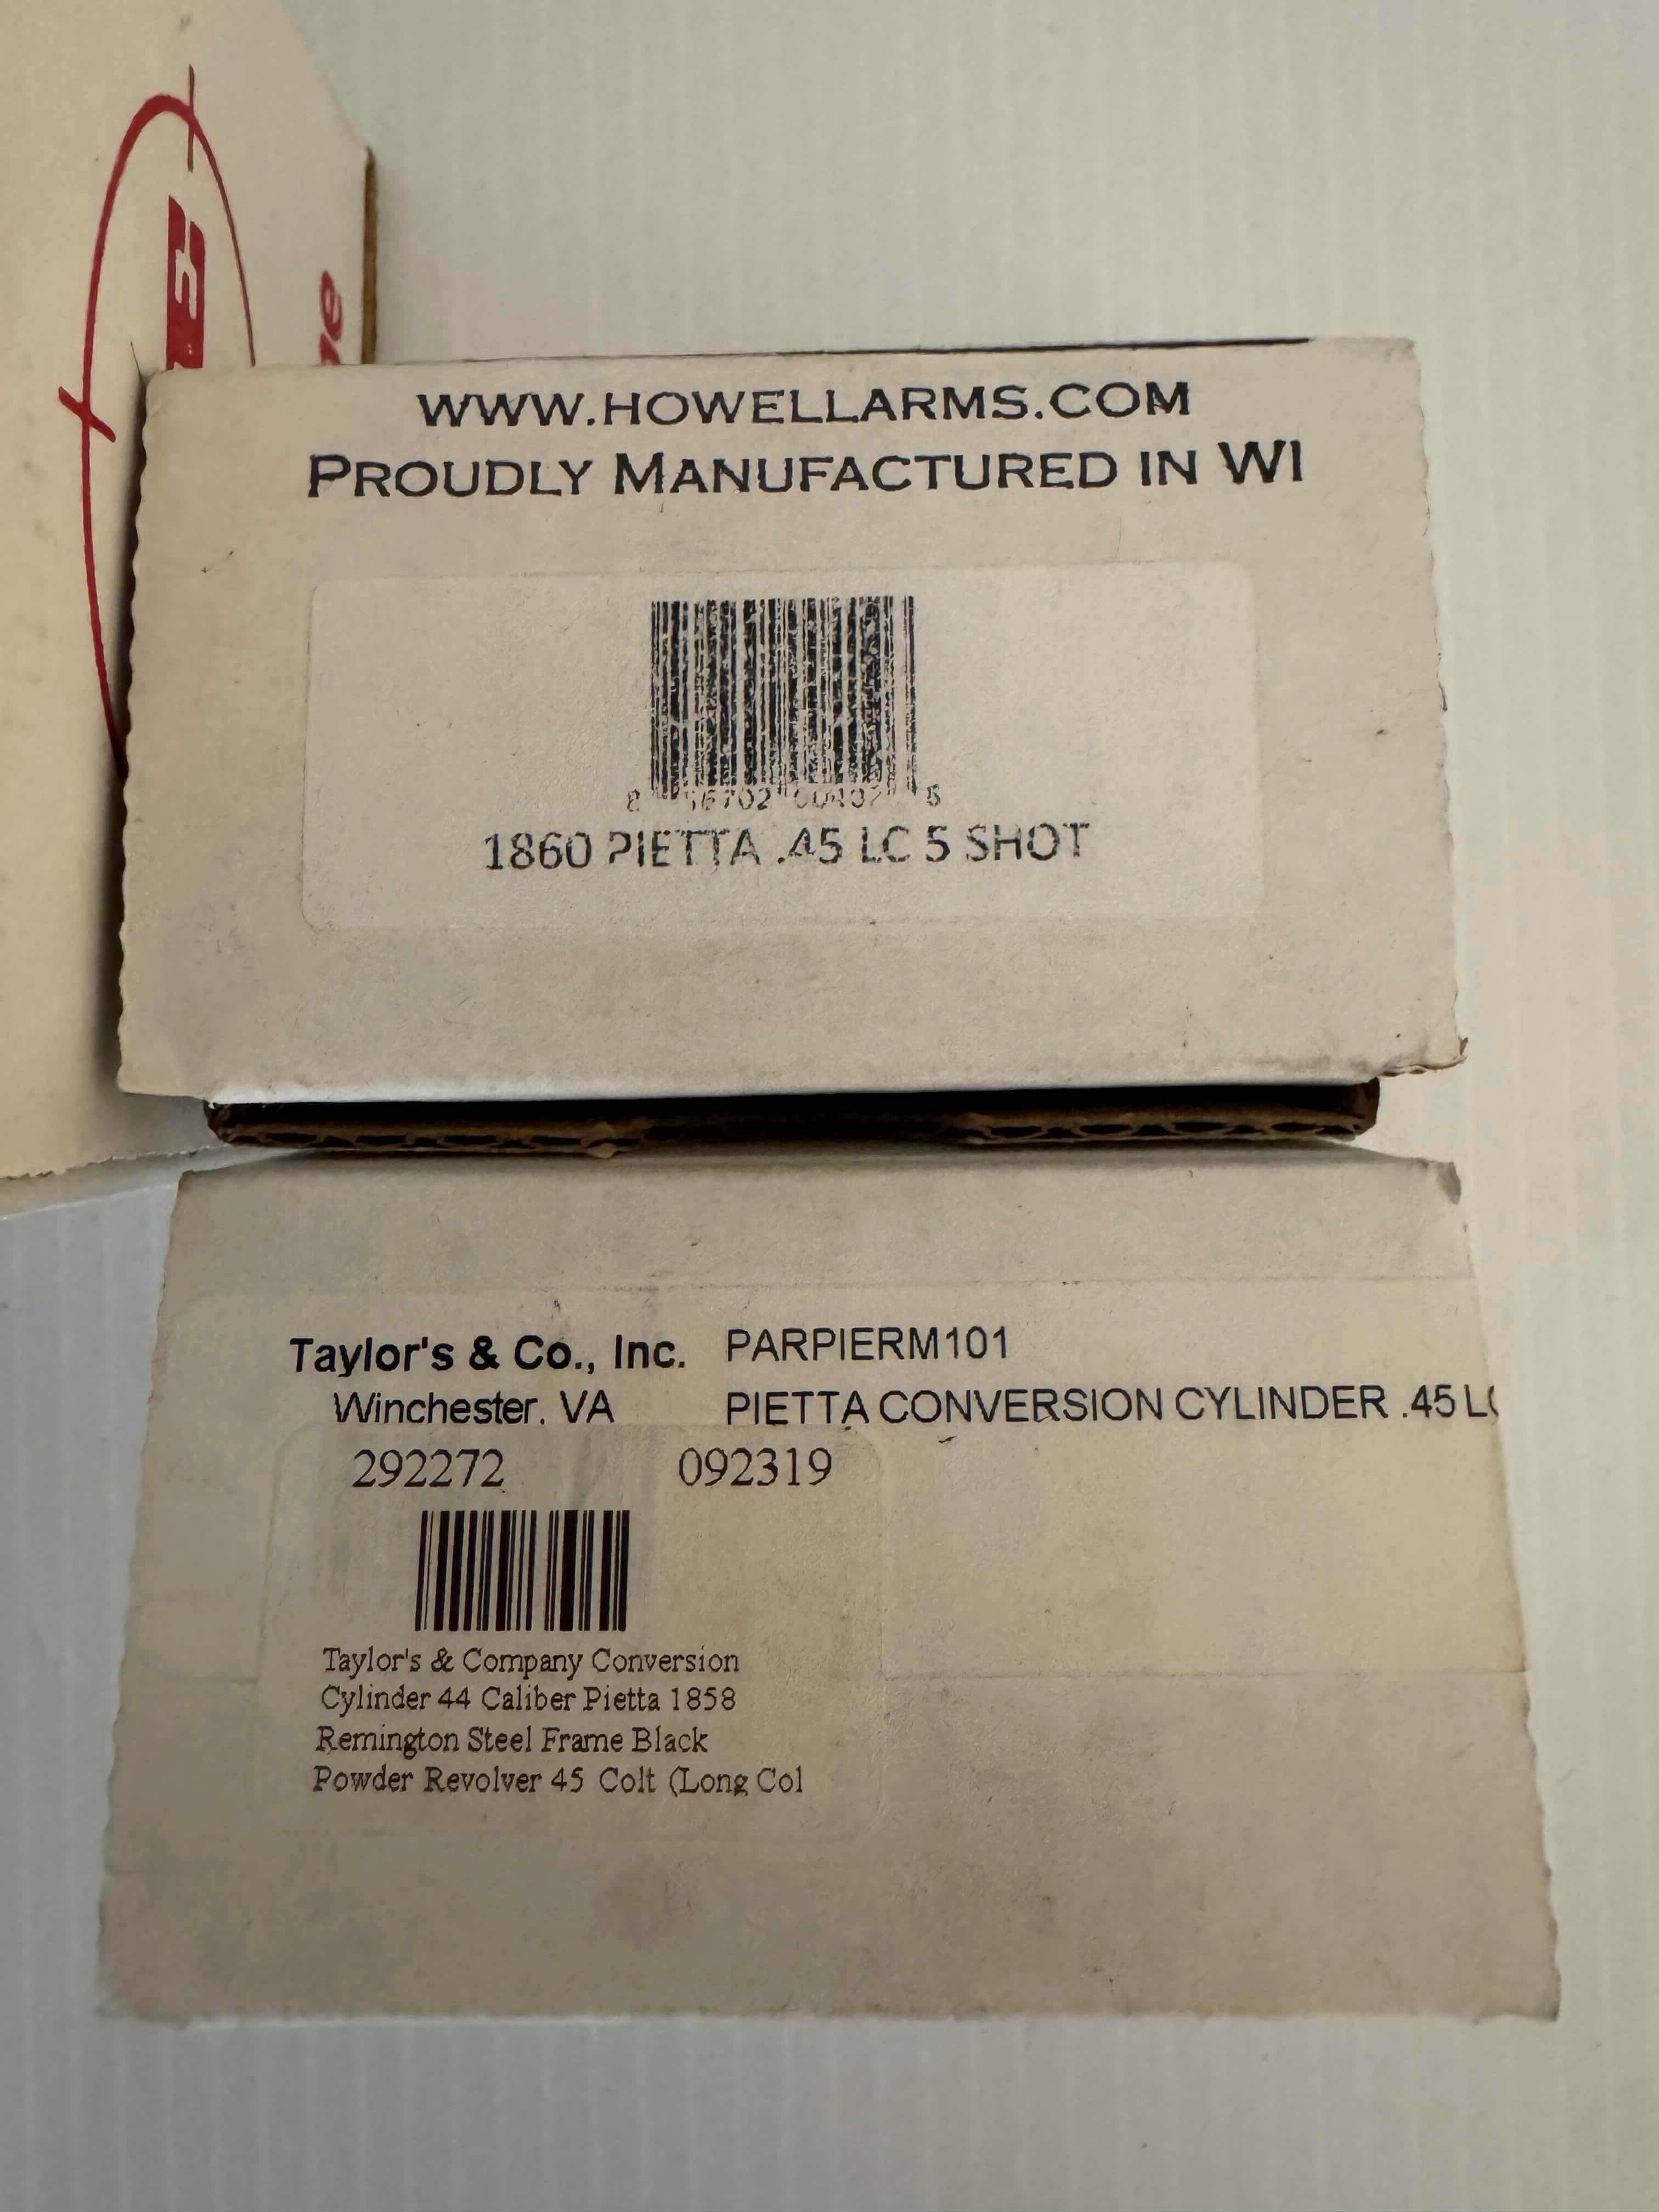 WWW.HOWELLARMS.COM
PROUDLY MANUFACTURED IN WI
1860 PIETTA .45 LC 5 SHOT
Taylor's & Co., Inc. PARPIERM101
Winchester, VA PIETTA CONVERSION CYLINDER .45 L
292272 092319
Taylor's & Company Conversion
Cylinder 44 Caliber Pietta 1858
Remington Steel Frame Black
Powder Revolver 45 Colt (Long Col